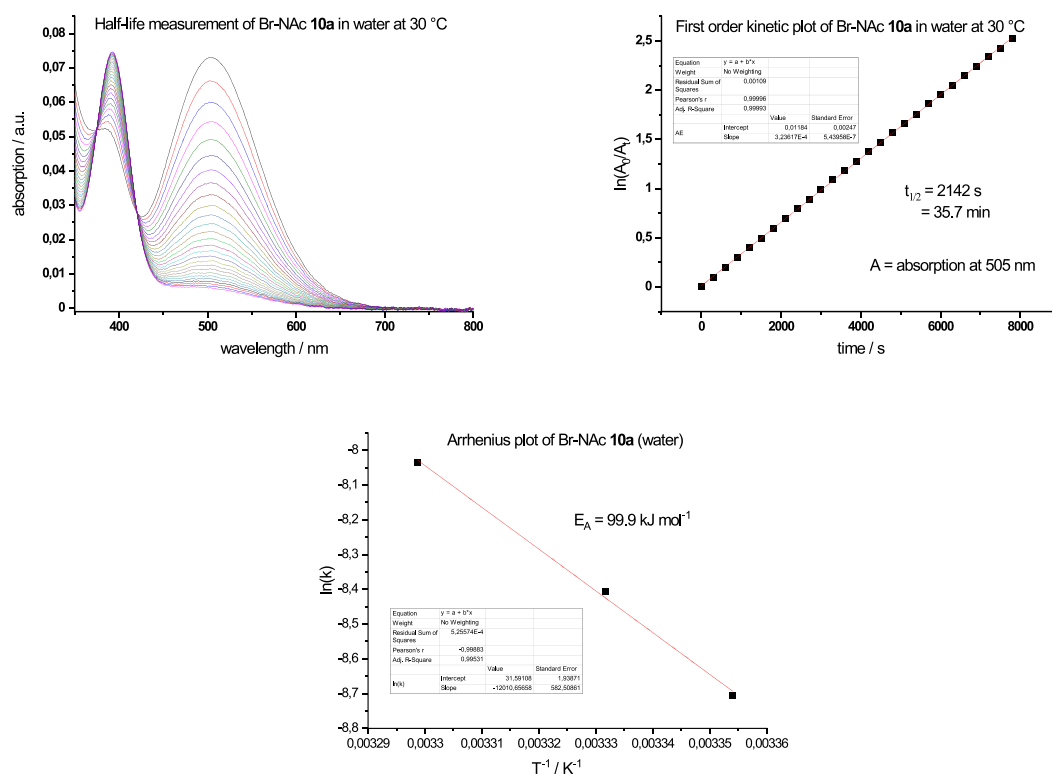 Half-life measurement of Br-NAc 10a in water at 30 °C
0,08
0,07
0,06
0,05
0,04
0,03
0,02
0,01
0
absorption / a.u.
400
500
600
700
800
wavelength / nm
First order kinetic plot of Br-NAc 10a in water at 30 °C
2,5
2,0
1,5
1,0
0,5
0
ln(A0/At)
Equation y = a + b*x
Weight No Weighting
Residual Sum of Squares 0,00109
Pearson's r 0,99996
Adj. R-Square 0,99993
Value Standard Error
AE Intercept 0,01184 0,00247
Slope 3,23617E-4 5,43958E-7
t1/2 = 2142 s
= 35.7 min
A = absorption at 505 nm
0
2000
4000
6000
8000
time / s
Arrhenius plot of Br-NAc 10a (water)
-8
-8,1
-8,2
-8,3
-8,4
-8,5
-8,6
-8,7
-8,8
ln(k)
EA = 99.9 kJ mol-1
Equation y = a + b*x
Weight No Weighting
Residual Sum of Squares 5,25574E-4
Pearson's r -0,99883
Adj. R-Square 0,99531
Value Standard Error
ln(k) Intercept 31,59108 1,93871
Slope -12010,65658 582,50861
0,00329
0,0033
0,00331
0,00332
0,00333
0,00334
0,00335
0,00336
T-1 / K-1